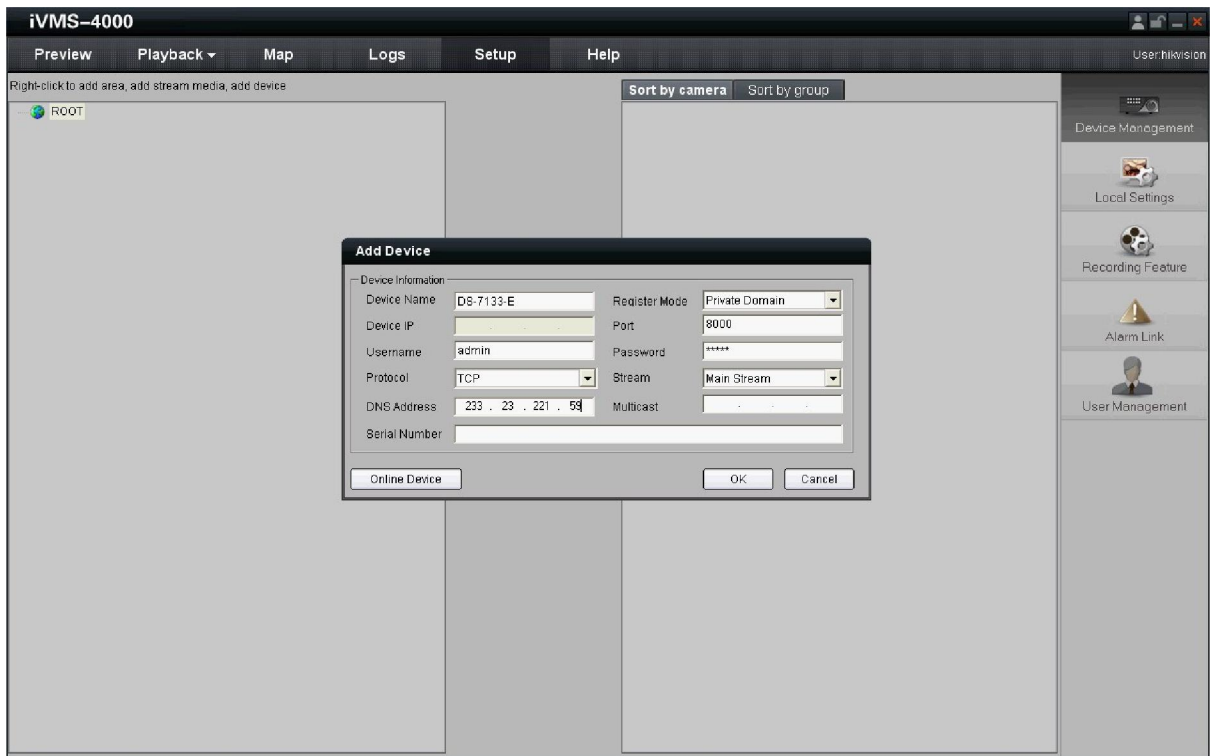 iVMS-4000
Preview Playback Map Logs Setup Help User:hikvision
Right-click to add area, add stream media, add device
ROOT
Sort by camera Sort by group
Device Management
Local Settings
Recording Feature
Alarm Link
User Management
Add Device
Device Information
Device Name DS-7133-E Register Mode Private Domain
Device IP . . . Port 8000
Username admin Password *****
Protocol TCP Stream Main Stream
DNS Address 233 . 23 . 221 . 59 Multicast . . .
Serial Number
Online Device OK Cancel